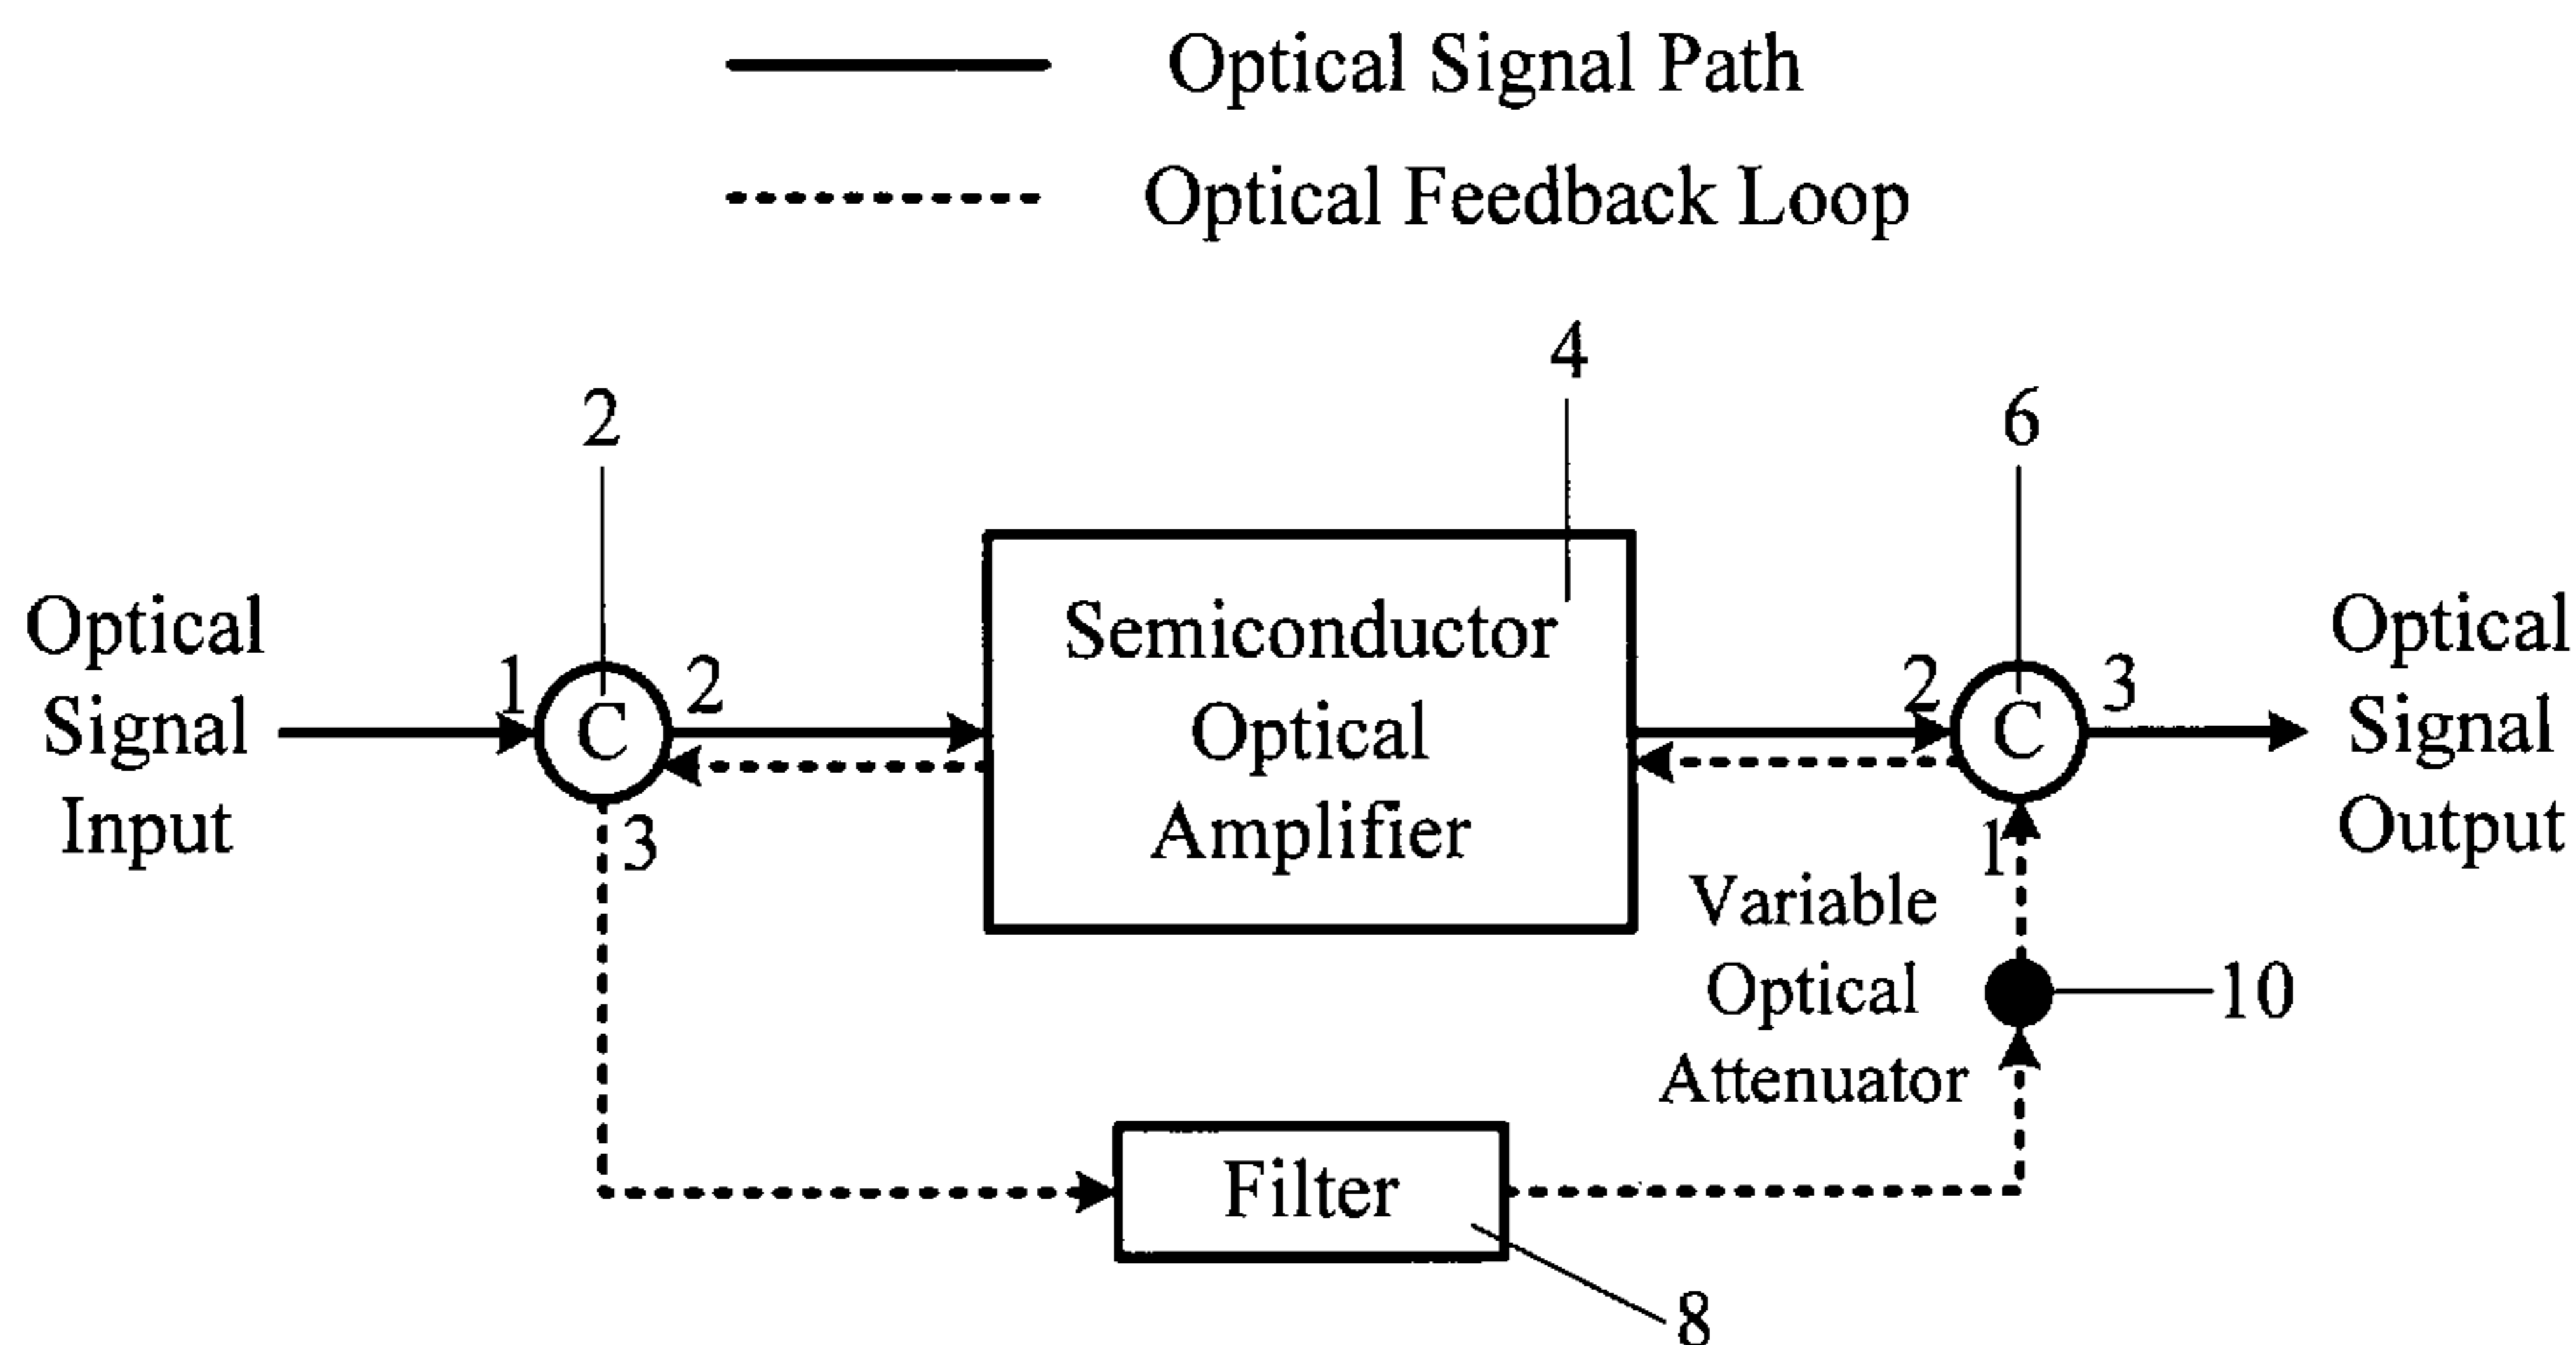 Optical Signal Path
Optical Feedback Loop
4
2
6
Optical
Signal
Input
1
C
2
3
Semiconductor
Optical
Amplifier
2
C
3
1
Optical
Signal
Output
Variable
Optical
Attenuator
10
Filter
8